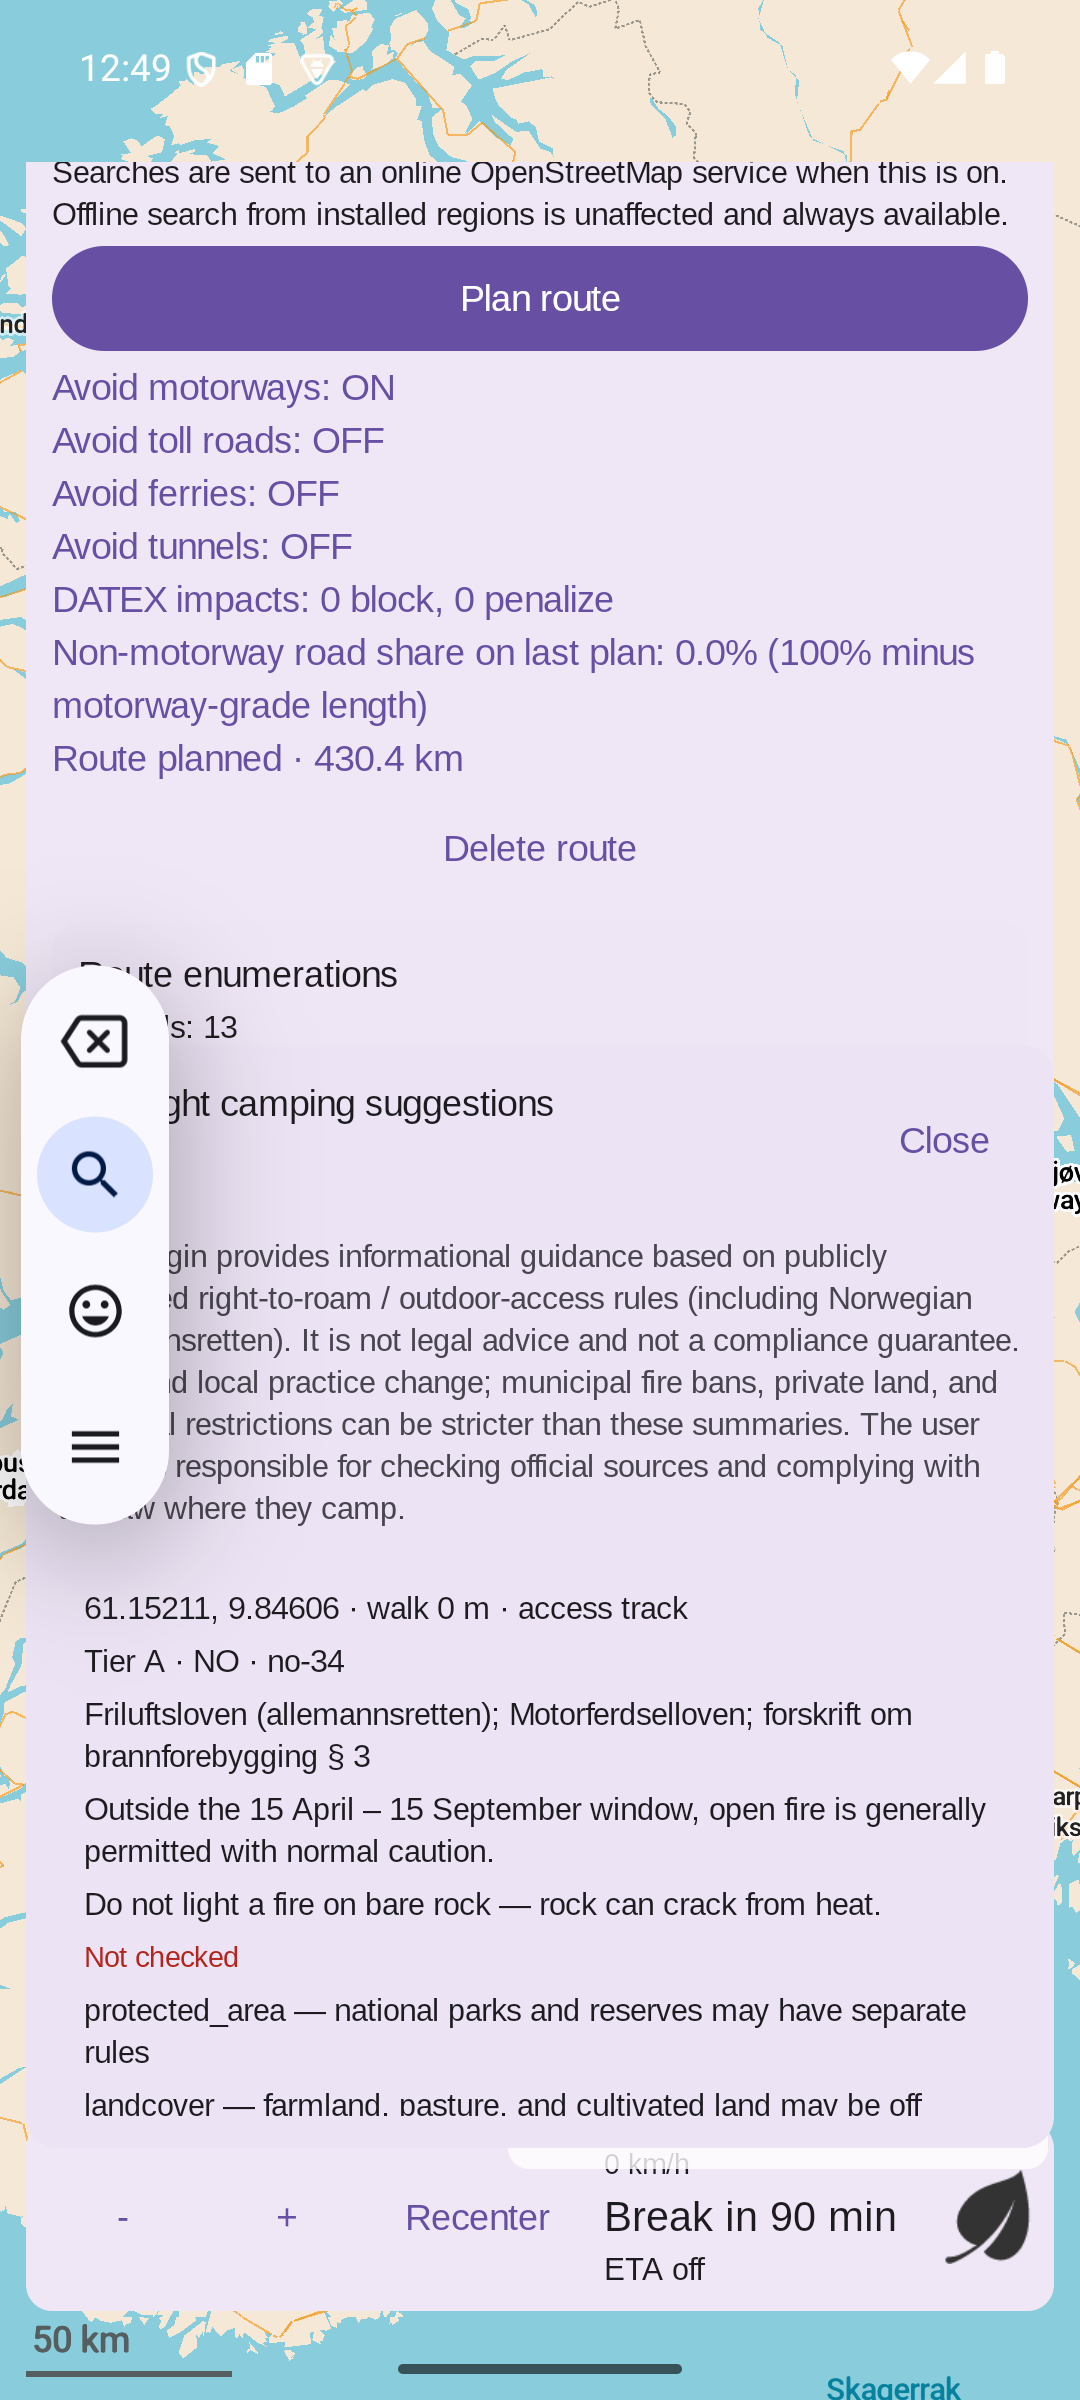 12:49
Searches are sent to an online OpenStreetMap service when this is on.
Offline search from installed regions is unaffected and always available.
Plan route
Avoid motorways: ON
Avoid toll roads: OFF
Avoid ferries: OFF
Avoid tunnels: OFF
DATEX impacts: 0 block, 0 penalize
Non-motorway road share on last plan: 0.0% (100% minus
motorway-grade length)
Route planned · 430.4 km
Delete route
Route enumerations
13
camping suggestions
Close
provides informational guidance based on publicly
right-to-roam / outdoor-access rules (including Norwegian
It is not legal advice and not a compliance guarantee.
local practice change; municipal fire bans, private land, and
restrictions can be stricter than these summaries. The user
responsible for checking official sources and complying with
where they camp.
61.15211, 9.84606 · walk 0 m · access track
Tier A · NO · no-34
Friluftsloven (allemannsretten); Motorferdselloven; forskrift om
brannforebygging § 3
Outside the 15 April – 15 September window, open fire is generally
permitted with normal caution.
Do not light a fire on bare rock — rock can crack from heat.
Not checked
protected_area — national parks and reserves may have separate
rules
landcover — farmland, pasture, and cultivated land may be off
0 km/h
- + Recenter
Break in 90 min
ETA off
50 km
Skagerrak